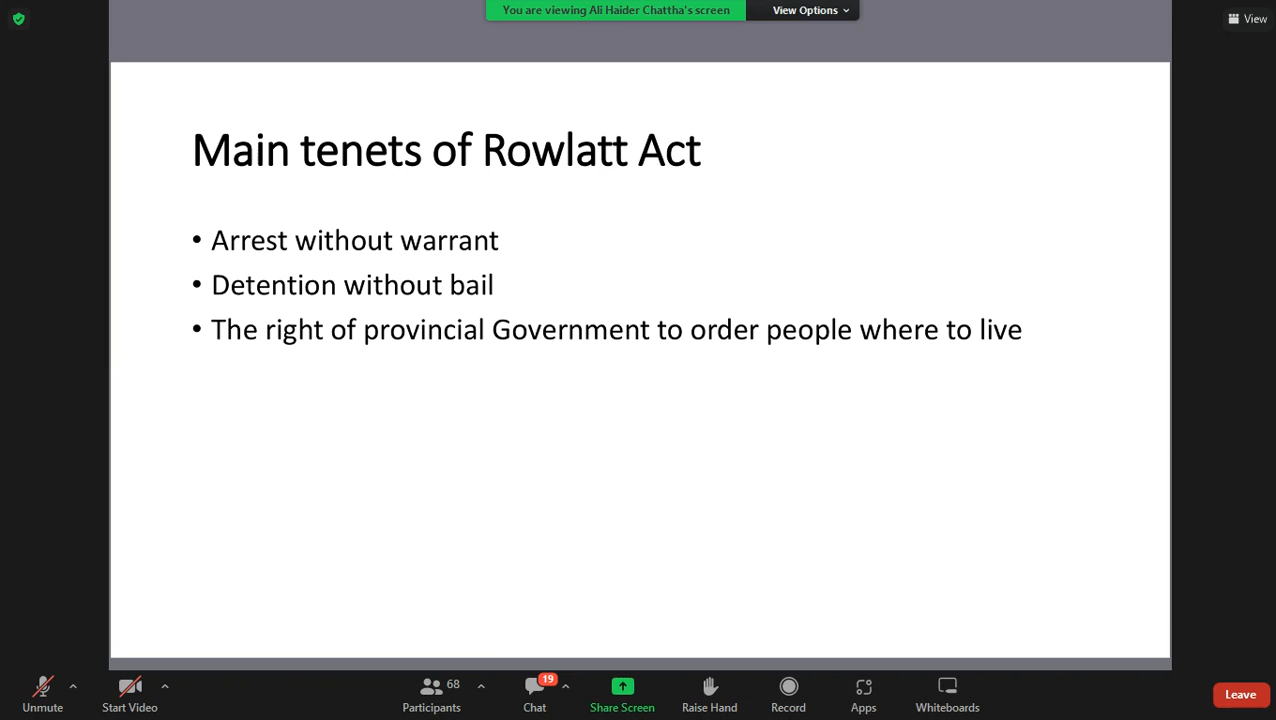 You are viewing Ali Haider Chattha's screen
View Options
View
Main tenets of Rowlatt Act
• Arrest without warrant
• Detention without bail
• The right of provincial Government to order people where to live
Unmute
Start Video
68
Participants
19
Chat
Share Screen
Raise Hand
Record
Apps
Whiteboards
Leave